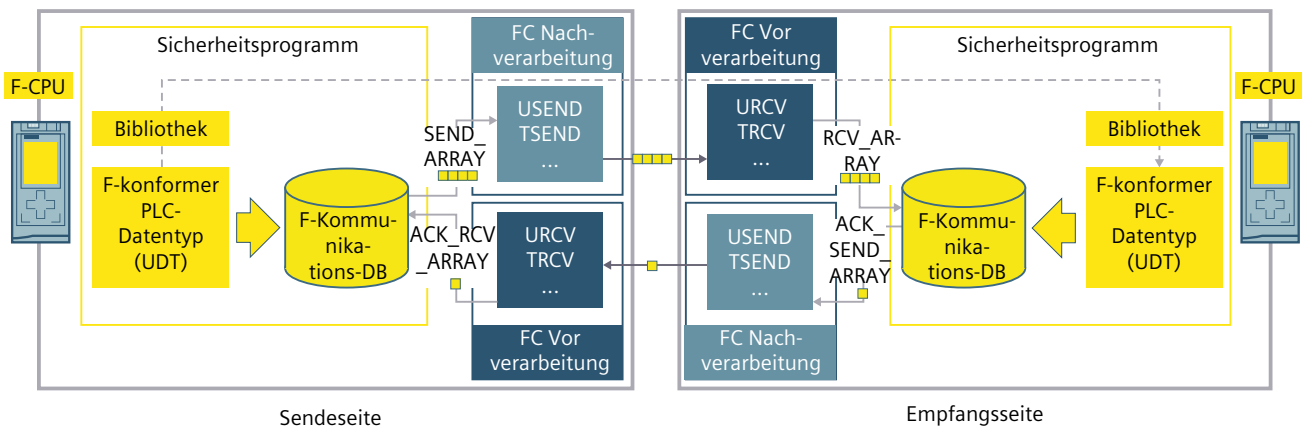 Sicherheitsprogramm
FC Nach-
verarbeitung
FC Vor
verarbeitung
Sicherheitsprogramm
F-CPU
F-CPU
Bibliothek
USEND
TSEND
...
SEND_
ARRAY
URCV
TRCV
...
RCV_AR-
RAY
Bibliothek
F-konformer
PLC-
Datentyp
(UDT)
F-Kommu-
nika-
tions-DB
ACK_RCV
_ARRAY
URCV
TRCV
...
USEND
TSEND
...
ACK_
SEND_
ARRAY
F-Kommu-
nika-
tions-DB
F-konformer
PLC-
Datentyp
(UDT)
FC Vor
verarbeitung
FC Nach-
verarbeitung
Sendeseite
Empfangsseite